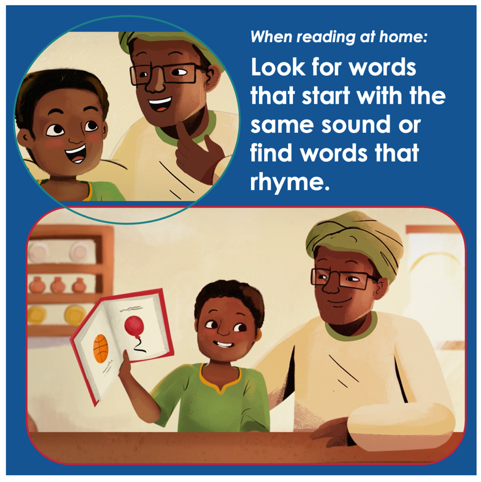 When reading at home:
Look for words
that start with the
same sound or
find words that
rhyme.